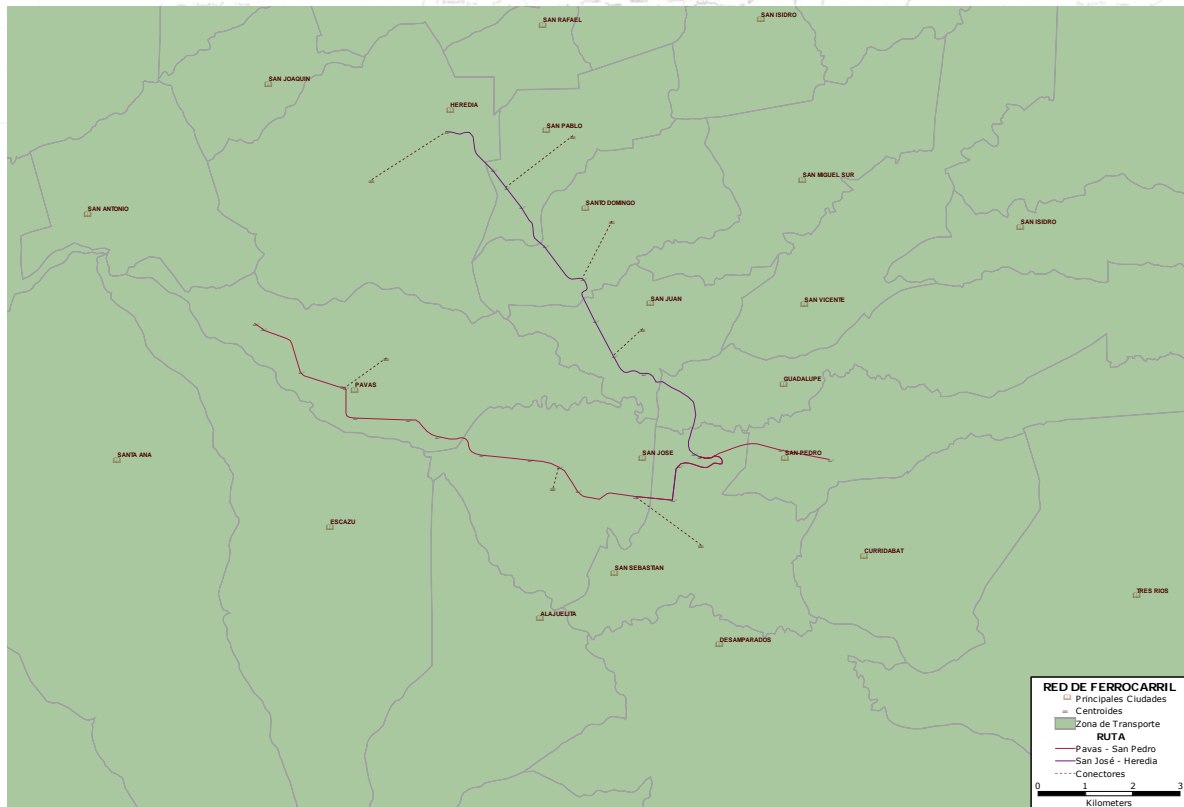 SAN RAFAEL
SAN ISIDRO
SAN JOAQUIN
HEREDIA
SAN PABLO
SAN MIGUEL SUR
SANTO DOMINGO
SAN ANTONIO
SAN ISIDRO
SAN JUAN
SAN VICENTE
PAVAS
GUADALUPE
SANTA ANA
SAN JOSE
SAN PEDRO
ESCAZU
CURRIDABAT
SAN SEBASTIAN
TRES RIOS
ALAJUELITA
DESAMPARADOS
RED DE FERROCARRIL
Principales Ciudades
Centroides
Zona de Transporte
RUTA
Pavas - San Pedro
San José - Heredia
Conectores
0 1 2 3
Kilometers